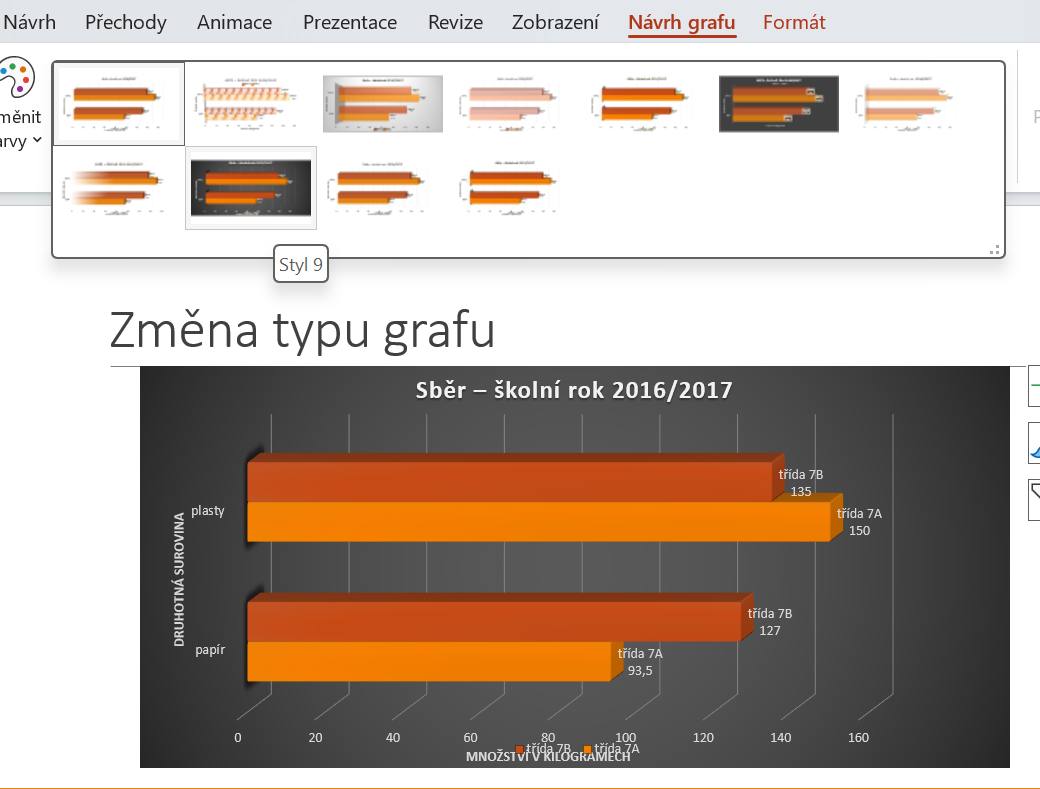 Návrh Přechody Animace Prezentace Revize Zobrazení Návrh grafu Formát
měnit
arvy
Styl 9
Změna typu grafu
Sběr – školní rok 2016/2017
třída 7B
135
třída 7A
150
plasty
třída 7B
127
třída 7A
93,5
papír
DRUHOTNÁ SUROVINA
0 20 40 60 80 100 120 140 160
třída 7B třída 7A
MNOŽSTVÍ V KILOGRAMECH